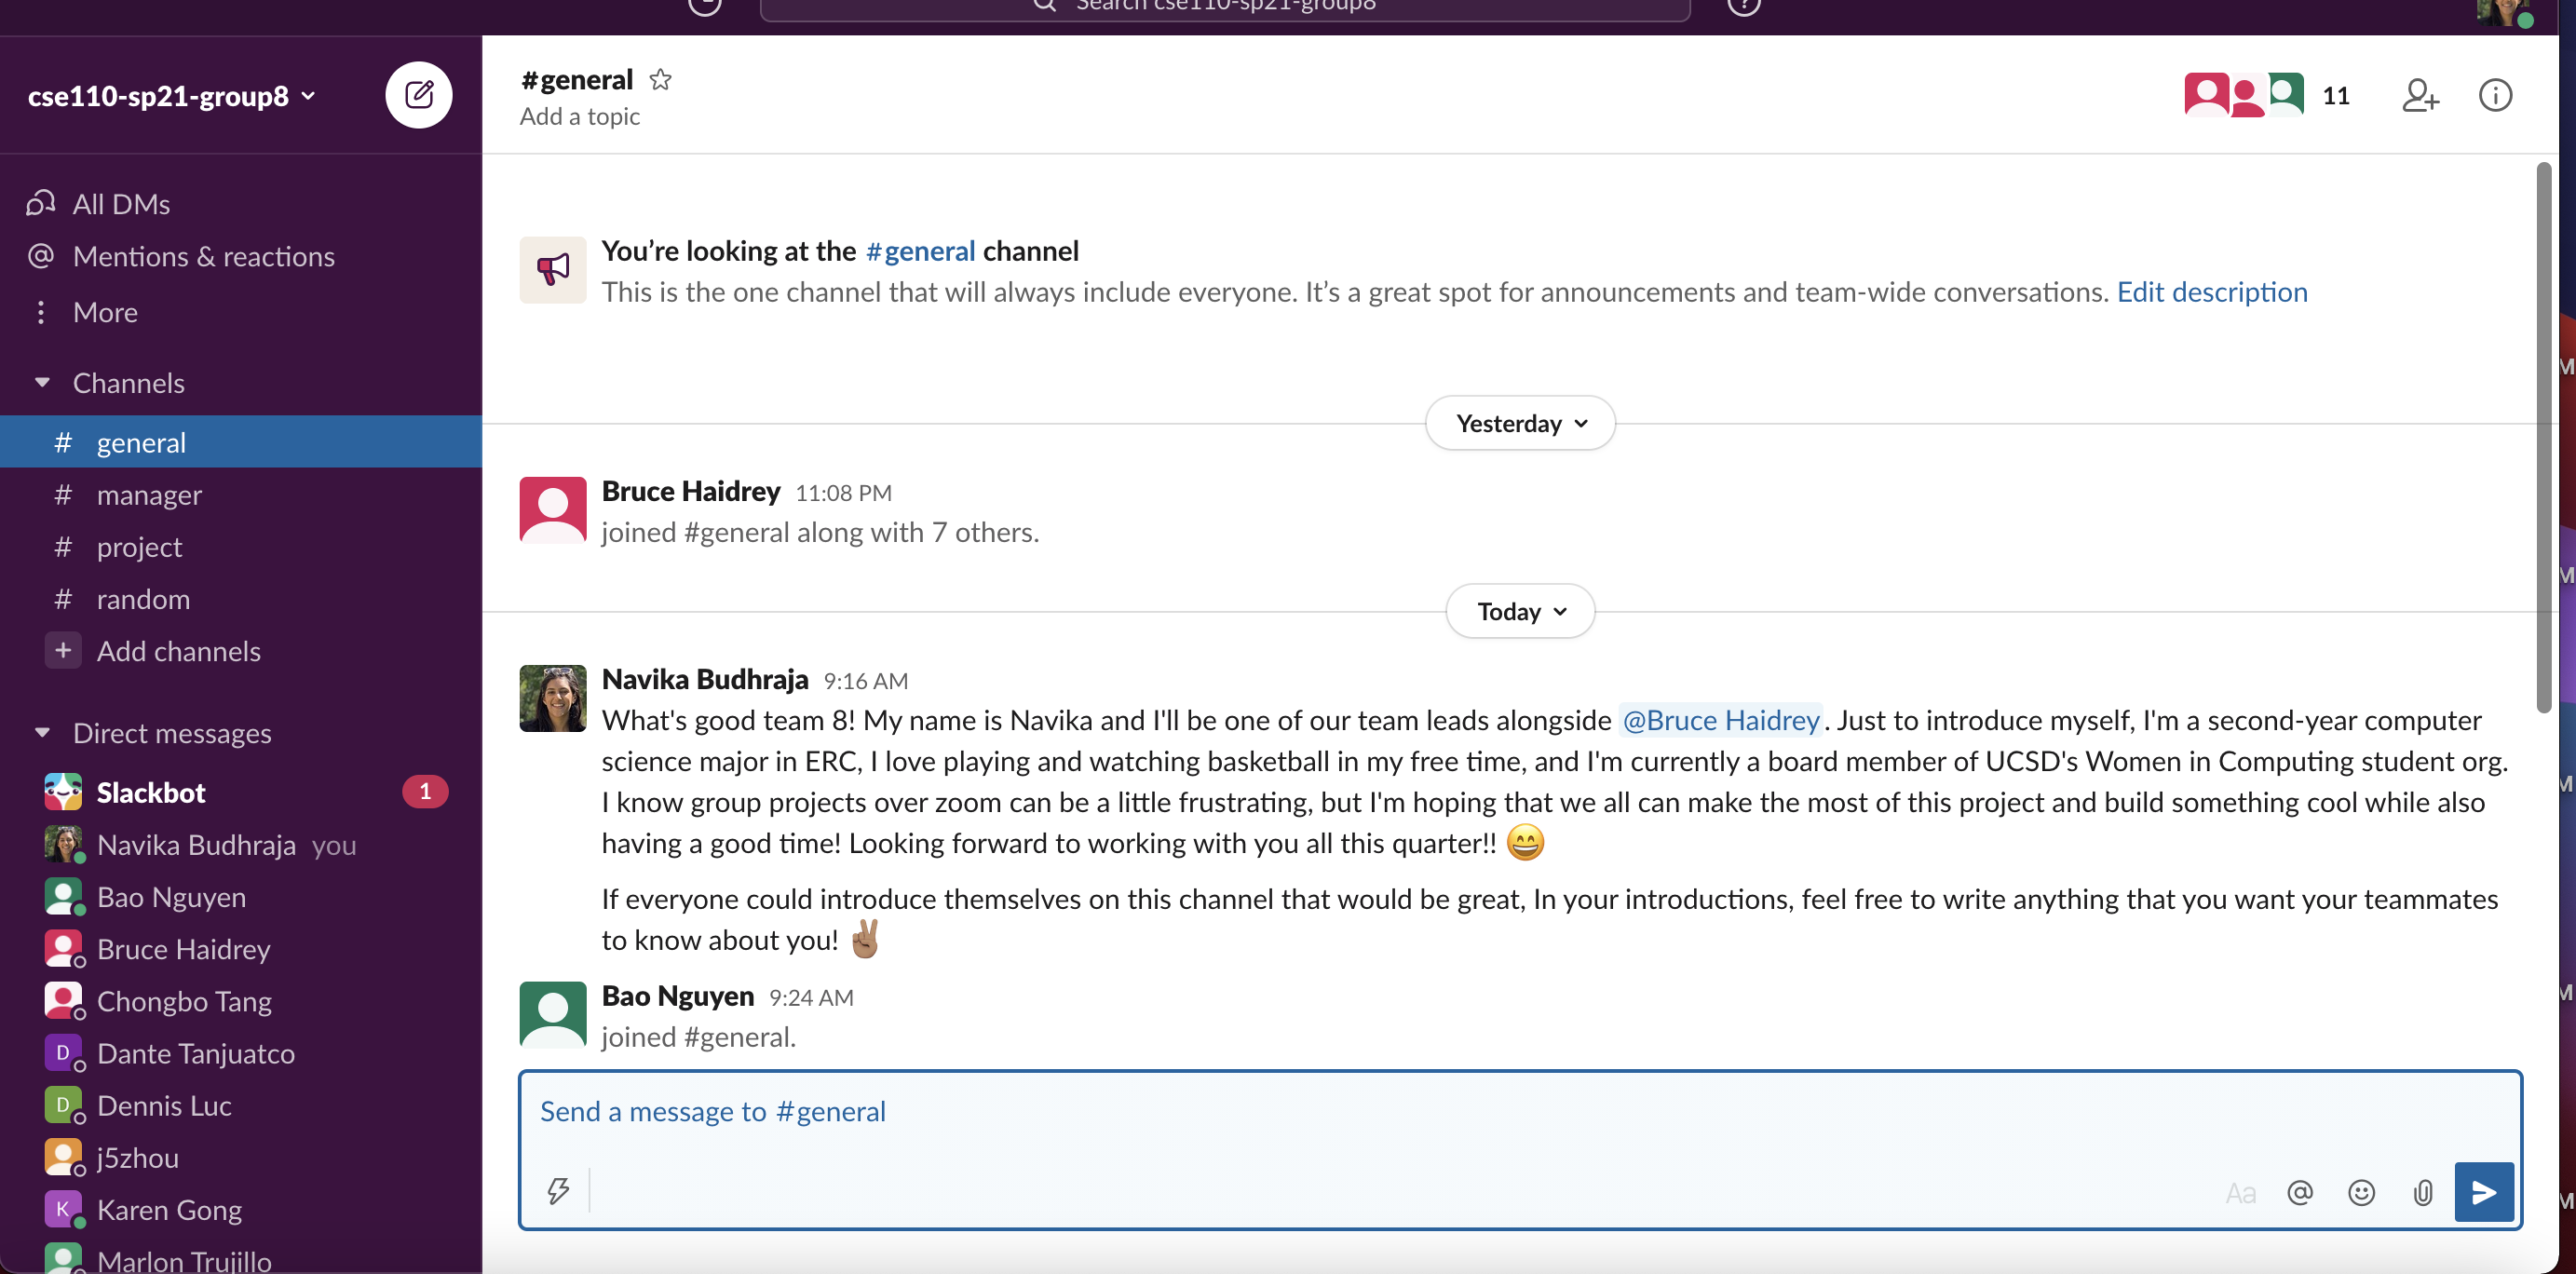 Search cse110-sp21-group8
cse110-sp21-group8
All DMs
Mentions & reactions
More
Channels
# general
# manager
# project
# random
+ Add channels
Direct messages
Slackbot 1
Navika Budhraja you
Bao Nguyen
Bruce Haidrey
Chongbo Tang
D Dante Tanjuatco
D Dennis Luc
j5zhou
K Karen Gong
Marlon Trujillo
#general
Add a topic
11
You’re looking at the #general channel
This is the one channel that will always include everyone. It’s a great spot for announcements and team-wide conversations. Edit description
Yesterday
Bruce Haidrey 11:08 PM
joined #general along with 7 others.
Today
Navika Budhraja 9:16 AM
What's good team 8! My name is Navika and I'll be one of our team leads alongside @Bruce Haidrey. Just to introduce myself, I'm a second-year computer
science major in ERC, I love playing and watching basketball in my free time, and I'm currently a board member of UCSD's Women in Computing student org.
I know group projects over zoom can be a little frustrating, but I'm hoping that we all can make the most of this project and build something cool while also
having a good time! Looking forward to working with you all this quarter!! 😄
If everyone could introduce themselves on this channel that would be great, In your introductions, feel free to write anything that you want your teammates
to know about you! ✌🏽
Bao Nguyen 9:24 AM
joined #general.
Send a message to #general
Aa @